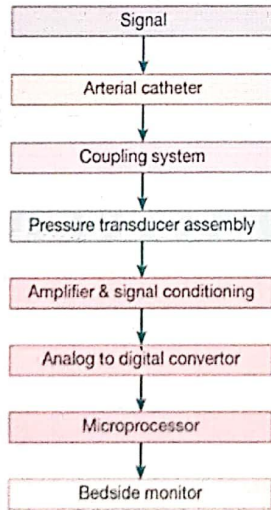 Signal
Arterial catheter
Coupling system
Pressure transducer assembly
Amplifier & signal conditioning
Analog to digital convertor
Microprocessor
Bedside monitor